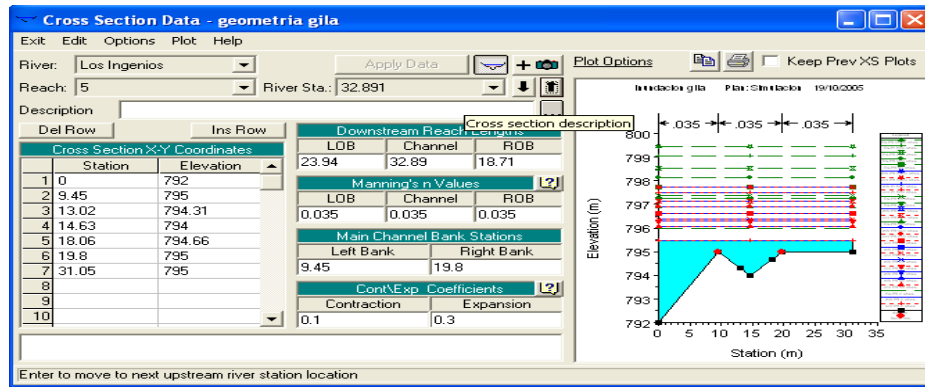 Cross Section Data - geometria gila
Exit Edit Options Plot Help
River: Los Ingenios Apply Data Plot Options Keep Prev XS Plots
Reach: 5 River Sta.: 32.891
Description ...
Cross section description
Del Row Ins Row Downstream Reach Lengths
Cross Section X-Y Coordinates LOB Channel ROB
Station Elevation 23.94 32.89 18.71
1 0 792
2 9.45 795
3 13.02 794.31
4 14.63 794
5 18.06 794.66
6 19.8 795
7 31.05 795
8
9
10
Manning's n Values
LOB Channel ROB
0.035 0.035 0.035
Main Channel Bank Stations
Left Bank Right Bank
9.45 19.8
Cont\Exp Coefficients
Contraction Expansion
0.1 0.3
Inundacion gila Plan: Simulacion 19/10/2005
.035 .035 .035
800
799
798
797
796
795
794
793
792
Elevation (m)
0 5 10 15 20 25 30 35
Station (m)
Enter to move to next upstream river station location